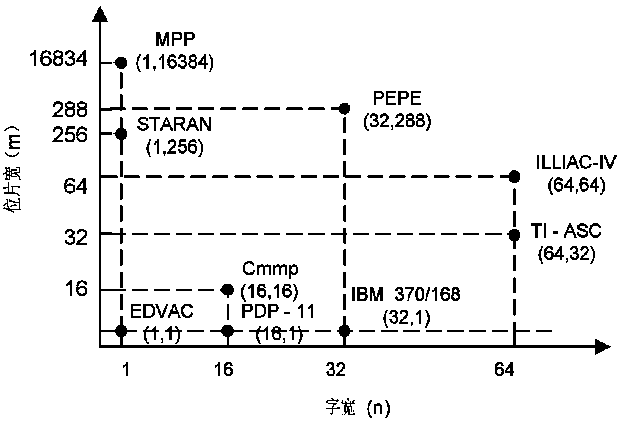 MPP
(1,16384)
16834
PEPE
(32,288)
288
STARAN
(1,256)
256
ILLIAC-IV
(64,64)
64
TI - ASC
(64,32)
32
Cmmp
(16,16)
16
IBM 370/168
(32,1)
EDVAC
(1,1)
PDP - 11
(16,1)
位片宽(m)
1 16 32 64
字宽 (n)